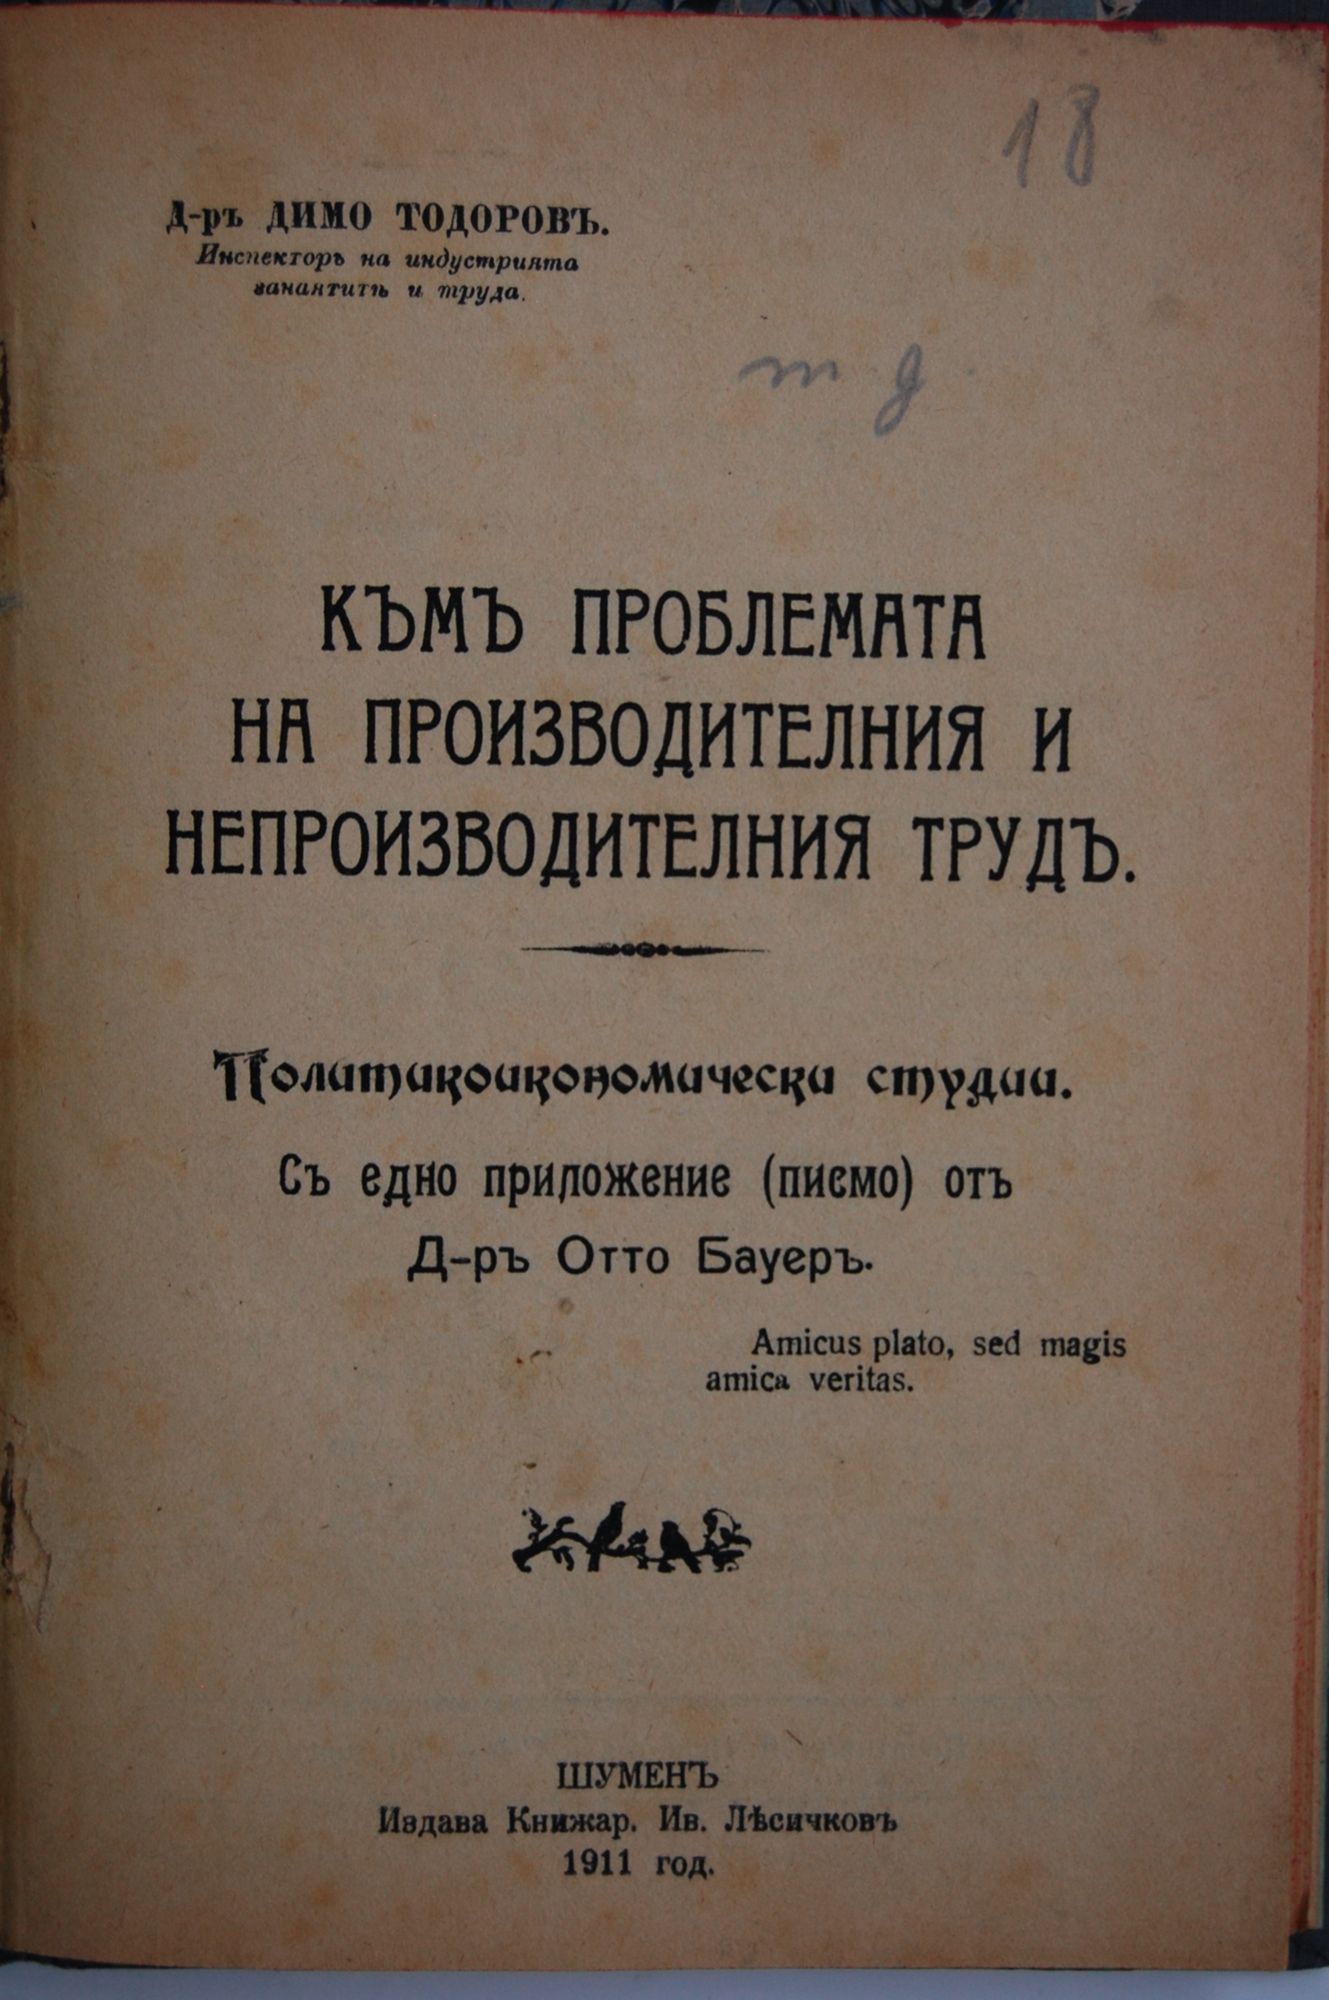 18
Д-ръ ДИМО ТОДОРОВЪ.
Инспекторъ на индустрията
занаятитѣ и труда.
т д
КЪМЪ ПРОБЛЕМАТА
НА ПРОИЗВОДИТЕЛНИЯ И
НЕПРОИЗВОДИТЕЛНИЯ ТРУДЪ.
Политикоикономически студии.
Съ едно приложение (писмо) отъ
Д-ръ Отто Бауеръ.
Amicus plato, sed magis
amica veritas.
ШУМЕНЪ
Издава Книжар. Ив. Лѣсичковъ
1911 год.